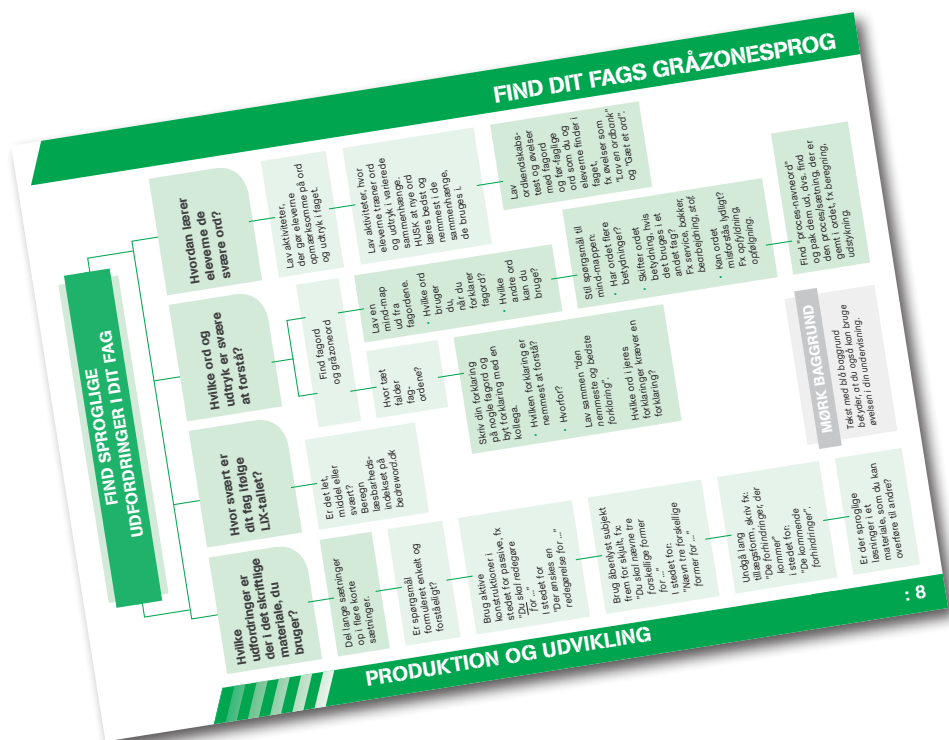 FIND DIT FAGS GRÅZONESPROG
FIND SPROGLIGE
UDFORDRINGER I DIT FAG
Hvilke
udfordringer er
der i det skriftlige
materiale, du
bruger?
Del lange sætninger
op i flere korte
sætninger.
Er spørgsmål
formuleret enkelt og
forståeligt?
Brug aktive
konstruktioner i
stedet for passive, fx
"Du skal redegøre
for ..."
I stedet for
"Der ønskes en
redegørelse for ..."
Brug åbenlyst subjekt
frem for skjult, fx:
"Du skal nævne tre
forskellige former
for ..."
I stedet for:
"Nævn tre forskellige
former for ..."
Undgå lang
tillægsform, skriv fx:
"De forhindringer, der
kommer"
i stedet for:
"De kommende
forhindringer".
Er der sproglige
løsninger i et
materiale, som du kan
overføre til andre?
Hvor svært er
dit fag ifølge
LIX-tallet?
Er det let,
middel eller
svært?
Beregn
læsbarheds-
indekset på
bedreword.dk
Hvilke ord og
udtryk er svære
at forstå?
Find fagord
og gråzoneord
Hvor tæt
falder
fag-
ordene?
Skriv din forklaring
på nogle fagord og
byt forklaring med en
kollega.
• Hvilken forklaring er
nemmest at forstå?
• Hvorfor?
Lav sammen "den
nemmeste og bedste
forklaring".
Hvilke ord i jeres
forklaringer kræver en
forklaring?
Lav en
mind-map
ud fra
fagordene.
• Hvilke ord
bruger
du,
når du
forklarer
fagord?
• Hvilke
andre ord
kan du
bruge?
Stil spørgsmål til
mind-mappen:
• Har ordet flere
betydninger?
• Skifter ordet
betydning, hvis
det bruges i et
andet fag?
Fx service, bakker,
bearbejdning, stof.
• Kan ordet
misforstås lydligt?
Fx opfyldning,
opfølgning.
Find "proces-navneord"
og pak dem ud, dvs. find
den proces/sætning, der er
gemt i ordet, fx beregning,
udstykning.
Hvordan lærer
eleverne de
svære ord?
Lav aktiviteter,
der gør eleverne
opmærksomme på ord
og udtryk i faget.
Lav aktiviteter, hvor
eleverne træner ord
og udtryk i varierede
sammenhænge.
HUSK at nye ord
læres bedst og
nemmest i de
sammenhænge,
de bruges i.
Lav
ordkendskabs-
test og øvelser
med fagord
og før-faglige
ord som du og
eleverne finder i
faget,
fx øvelser som
"Lav en ordbank"
og "Gæt et ord".
MØRK BAGGRUND
Tekst med blå baggrund
betyder, at du også kan bruge
øvelsen i din undervisning.
PRODUKTION OG UDVIKLING
: 8